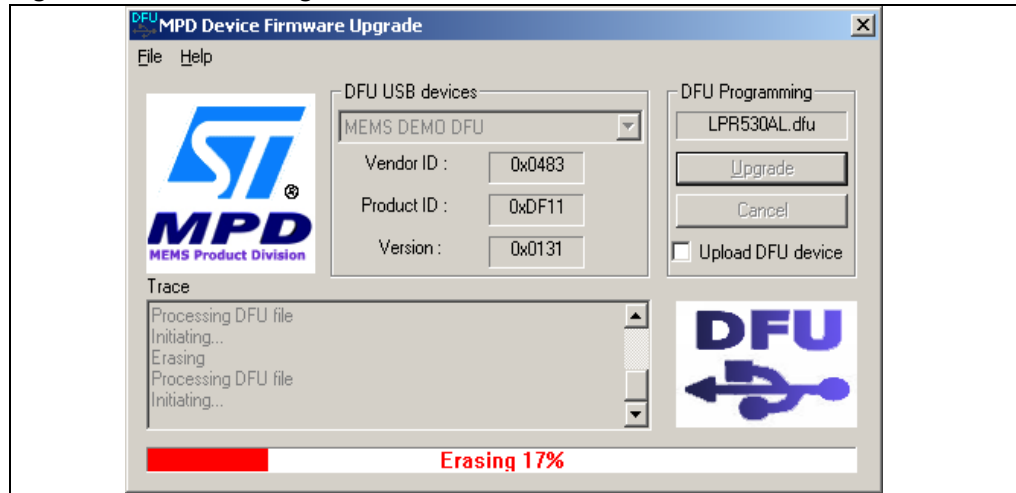 DFU MPD Device Firmware Upgrade
File Help
ST®
MPD
MEMS Product Division
DFU USB devices
MEMS DEMO DFU
Vendor ID : 0x0483
Product ID : 0xDF11
Version : 0x0131
DFU Programming
LPR530AL.dfu
Upgrade
Cancel
Upload DFU device
Trace
Processing DFU file
Initiating...
Erasing
Processing DFU file
Initiating...
DFU
Erasing 17%